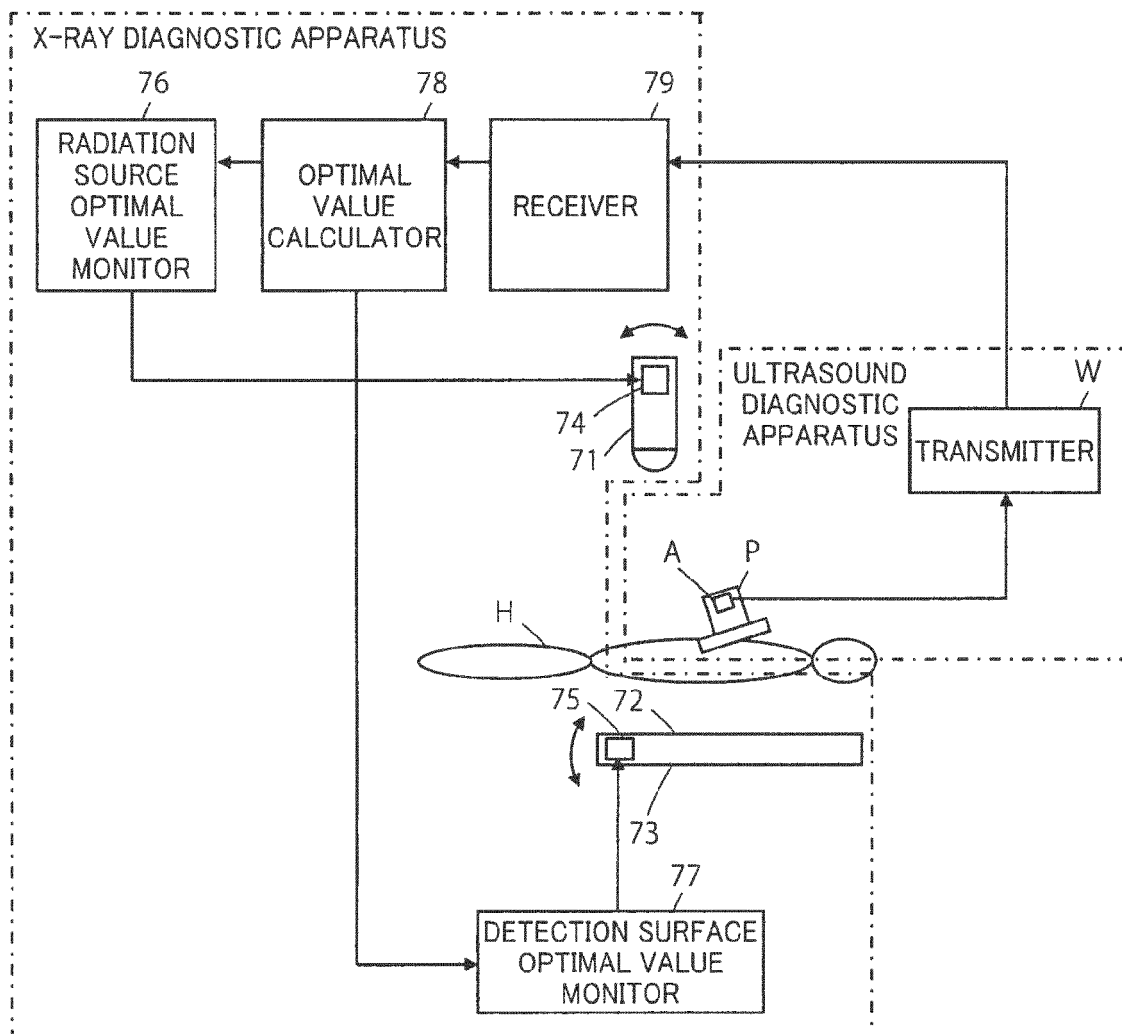 X-RAY DIAGNOSTIC APPARATUS
76
78
79
RADIATION
SOURCE
OPTIMAL
VALUE
MONITOR
OPTIMAL
VALUE
CALCULATOR
RECEIVER
74
71
ULTRASOUND
DIAGNOSTIC
APPARATUS
W
TRANSMITTER
A
P
H
75
72
73
77
DETECTION SURFACE
OPTIMAL VALUE
MONITOR